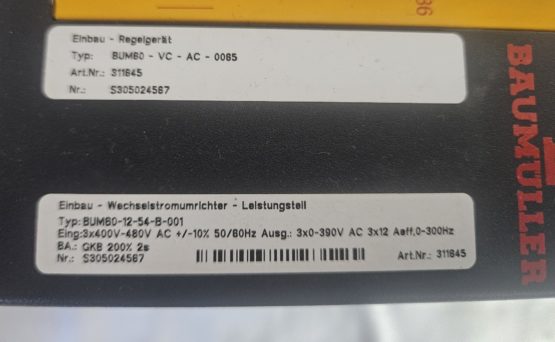 86
Einbau - Regelgerät
Typ: BUM60 - VC - AC - 0065
Art.Nr.: 311645
Nr.: S305024567
BAUMÜLLER
Einbau - Wechselstromumrichter - Leistungsteil
Typ: BUM60-12-54-B-001
Eing:3x400V-480V AC +/-10% 50/60Hz Ausg.: 3x0-390V AC 3x12 Aeff,0-300Hz
BA.: GKB 200% 2s
Nr.: S305024567 Art.Nr.: 311645